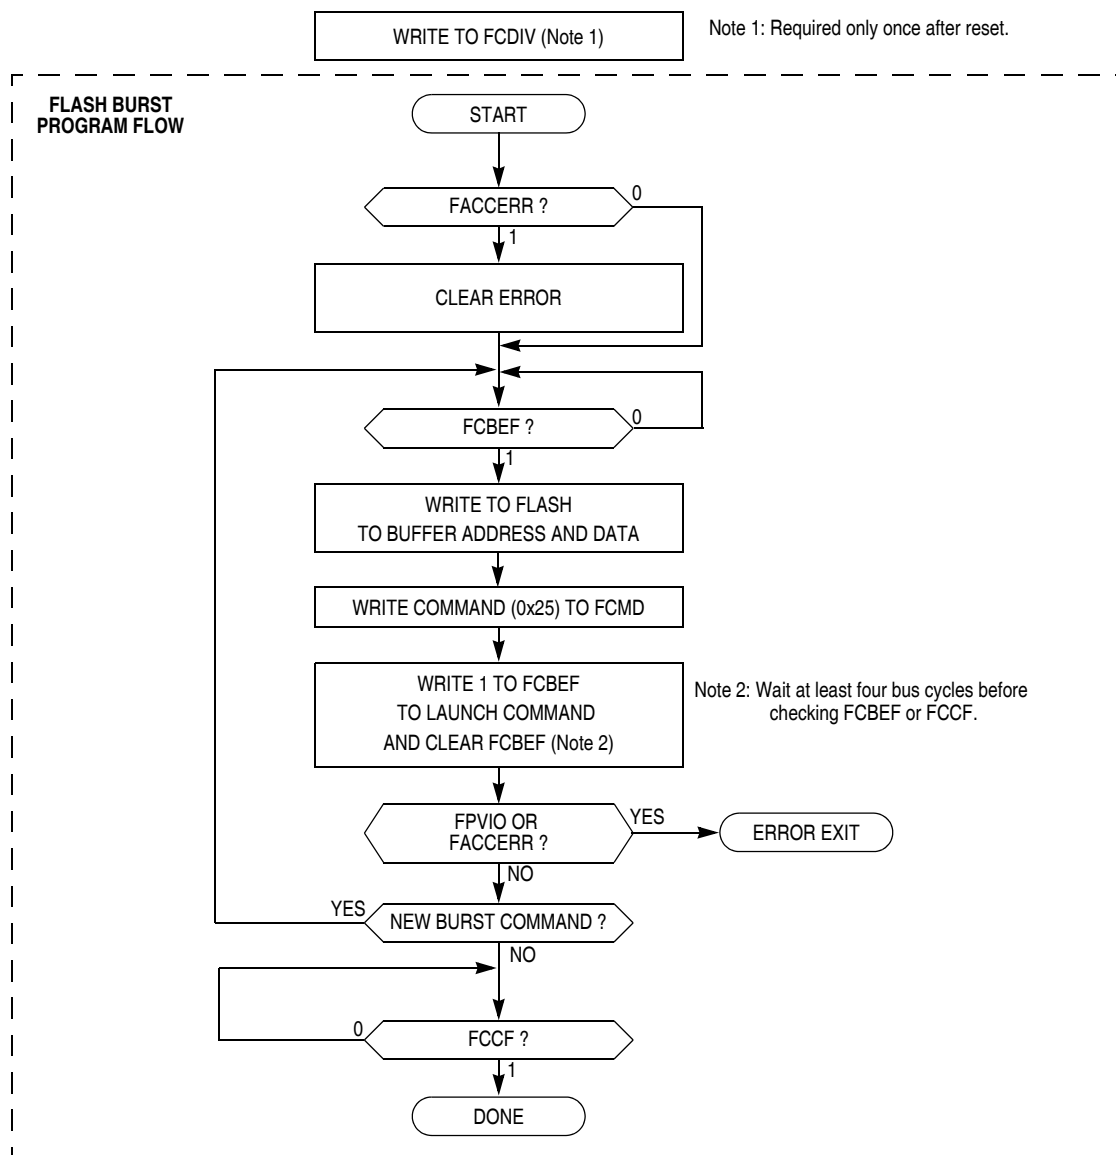 WRITE TO FCDIV (Note 1)
Note 1: Required only once after reset.
FLASH BURST
PROGRAM FLOW
START
FACCERR ?
0
1
CLEAR ERROR
FCBEF ?
0
1
WRITE TO FLASH
TO BUFFER ADDRESS AND DATA
WRITE COMMAND (0x25) TO FCMD
WRITE 1 TO FCBEF
TO LAUNCH COMMAND
AND CLEAR FCBEF (Note 2)
Note 2: Wait at least four bus cycles before
checking FCBEF or FCCF.
FPVIO OR
FACCERR ?
YES
ERROR EXIT
NO
YES
NEW BURST COMMAND ?
NO
0
FCCF ?
1
DONE